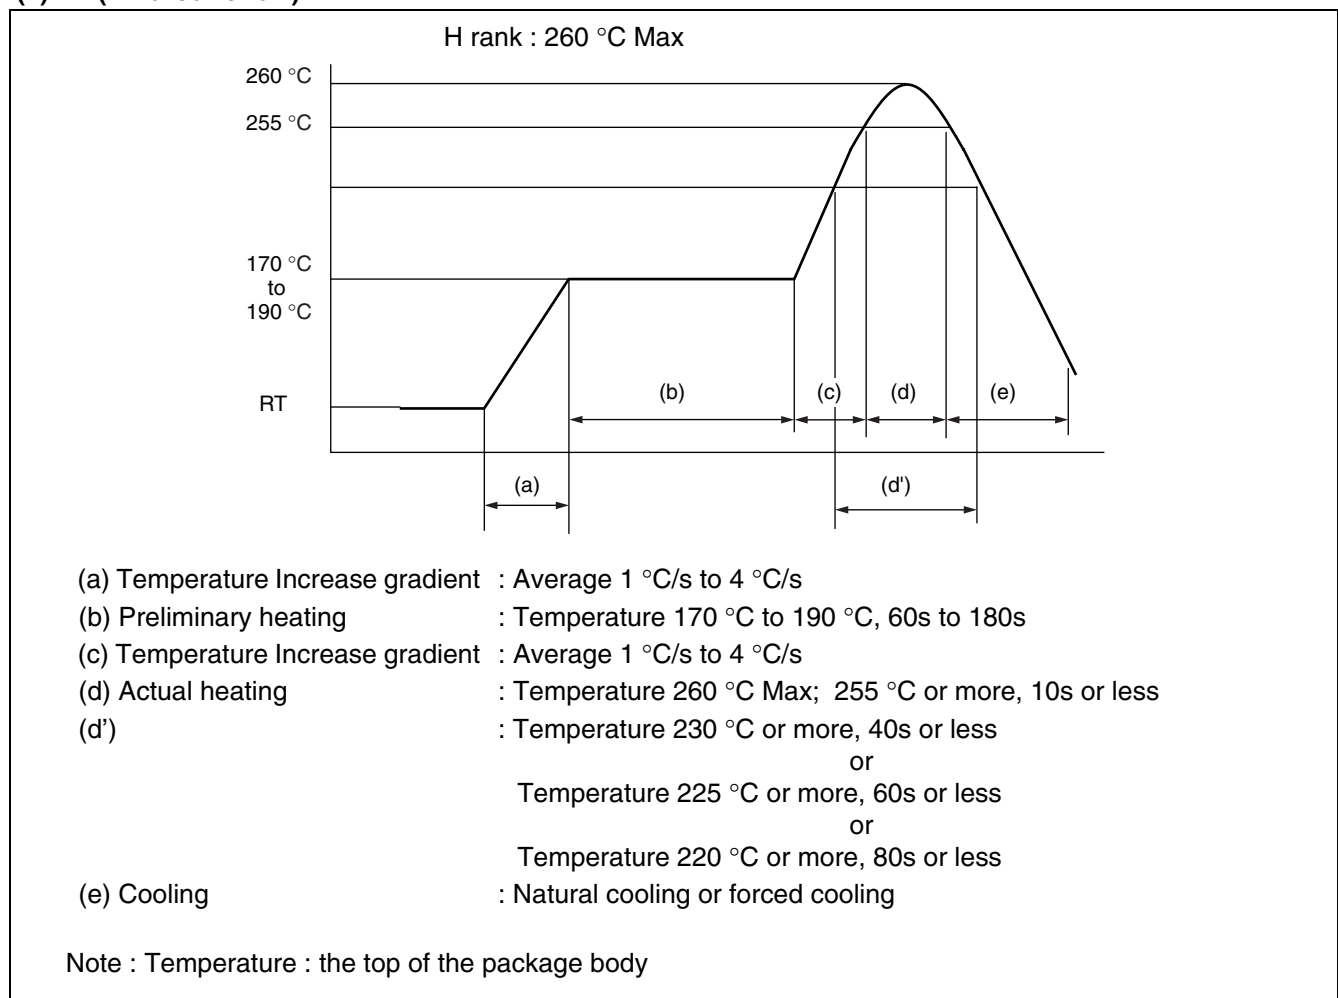 H rank : 260 °C Max
260 °C
255 °C
170 °C
to
190 °C
RT
(b)
(c)
(d)
(e)
(a)
(d')
(a) Temperature Increase gradient : Average 1 °C/s to 4 °C/s
(b) Preliminary heating : Temperature 170 °C to 190 °C, 60s to 180s
(c) Temperature Increase gradient : Average 1 °C/s to 4 °C/s
(d) Actual heating : Temperature 260 °C Max; 255 °C or more, 10s or less
(d’) : Temperature 230 °C or more, 40s or less
or
Temperature 225 °C or more, 60s or less
or
Temperature 220 °C or more, 80s or less
(e) Cooling : Natural cooling or forced cooling
Note : Temperature : the top of the package body